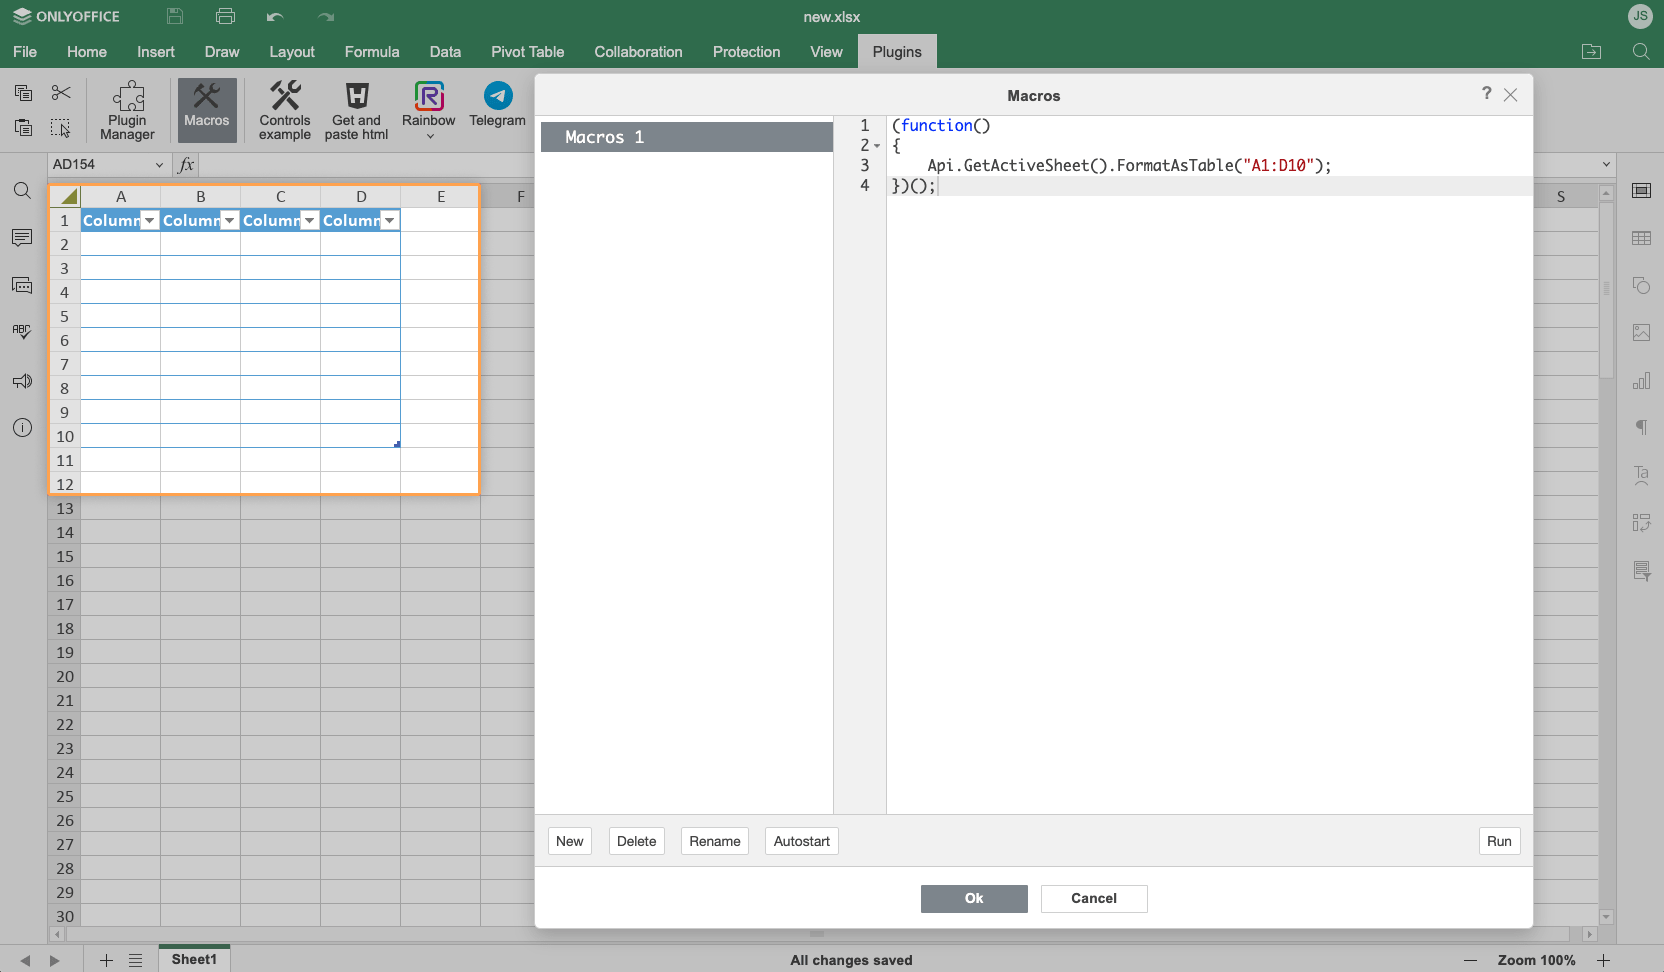 ONLYOFFICE
new.xlsx
JS
File Home Insert Draw Layout Formula Data Pivot Table Collaboration Protection View Plugins
Plugin Manager
Macros
Controls example
Get and paste html
Rainbow
Telegram
AD154
fx
Macros
?
Macros 1
1 (function()
2 {
3 Api.GetActiveSheet().FormatAsTable("A1:D10");
4 })();
A B C D E F S
1 Column Column Column Column
2
3
4
5
6
7
8
9
10
11
12
13
14
15
16
17
18
19
20
21
22
23
24
25
26
27
28
29
30
ABC
Ta
New Delete Rename Autostart Run
Ok Cancel
Sheet1
All changes saved
Zoom 100%